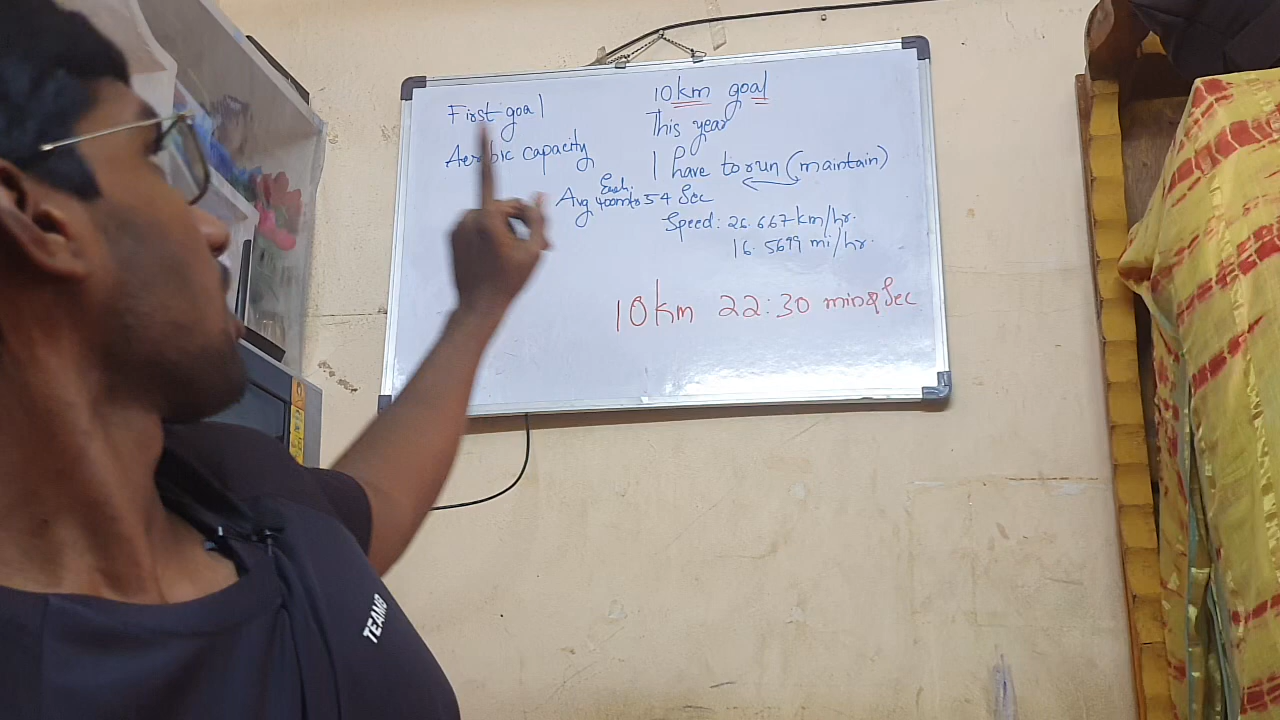 First goal
Aerobic capacity
10km goal
This year
I have to run (maintain)
Avg Each 400mtr 54 Sec
Speed: 26.667 km/hr.
16.5699 mi/hr.
10km 22:30 min & Sec
TEAM